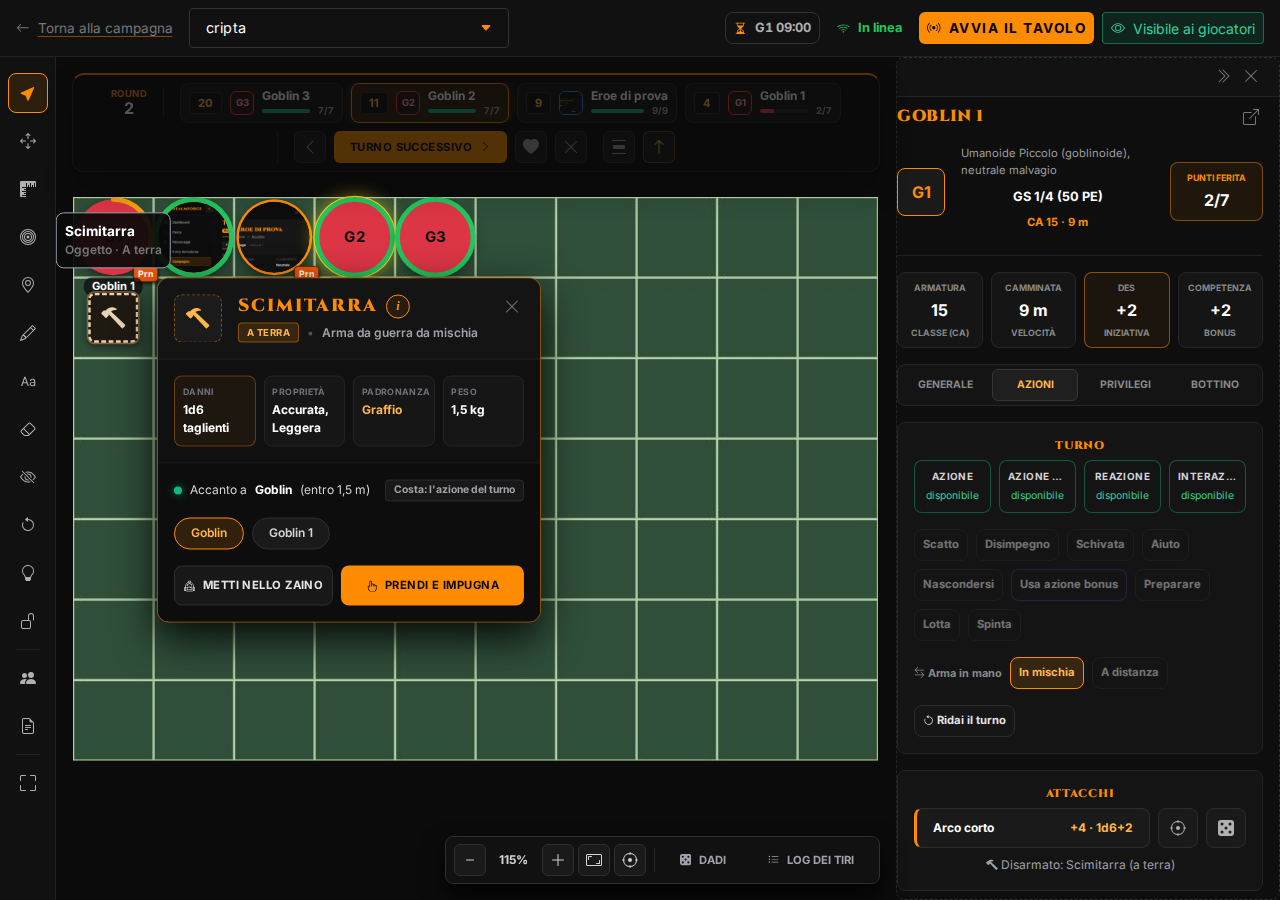 Torna alla campagna
cripta
G1 09:00
In linea
AVVIA IL TAVOLO
Visibile ai giocatori
ROUND
2
20 G3 Goblin 3 7/7
11 G2 Goblin 2 7/7
9 Eroe di prova 9/9
4 G1 Goblin 1 2/7
TURNO SUCCESSIVO
Aa
Scimitarra
Oggetto · A terra
EROE DI PROVA
G2
G3
Prn
Prn
Goblin 1
SCIMITARRA
i
A TERRA • Arma da guerra da mischia
DANNI
1d6
taglienti
PROPRIETÀ
Accurata,
Leggera
PADRONANZA
Graffio
PESO
1,5 kg
Accanto a Goblin (entro 1,5 m)
Costa: l'azione del turno
Goblin
Goblin 1
METTI NELLO ZAINO
PRENDI E IMPUGNA
115%
DADI
LOG DEI TIRI
GOBLIN 1
G1
Umanoide Piccolo (goblinoide),
neutrale malvagio
GS 1/4 (50 PE)
CA 15 · 9 m
PUNTI FERITA
2/7
ARMATURA
15
CLASSE (CA)
CAMMINATA
9 m
VELOCITÀ
DES
+2
INIZIATIVA
COMPETENZA
+2
BONUS
GENERALE
AZIONI
PRIVILEGI
BOTTINO
TURNO
AZIONE
disponibile
AZIONE ...
disponibile
REAZIONE
disponibile
INTERAZ...
disponibile
Scatto
Disimpegno
Schivata
Aiuto
Nascondersi
Usa azione bonus
Preparare
Lotta
Spinta
Arma in mano
In mischia
A distanza
Ridai il turno
ATTACCHI
Arco corto +4 · 1d6+2
Disarmato: Scimitarra (a terra)